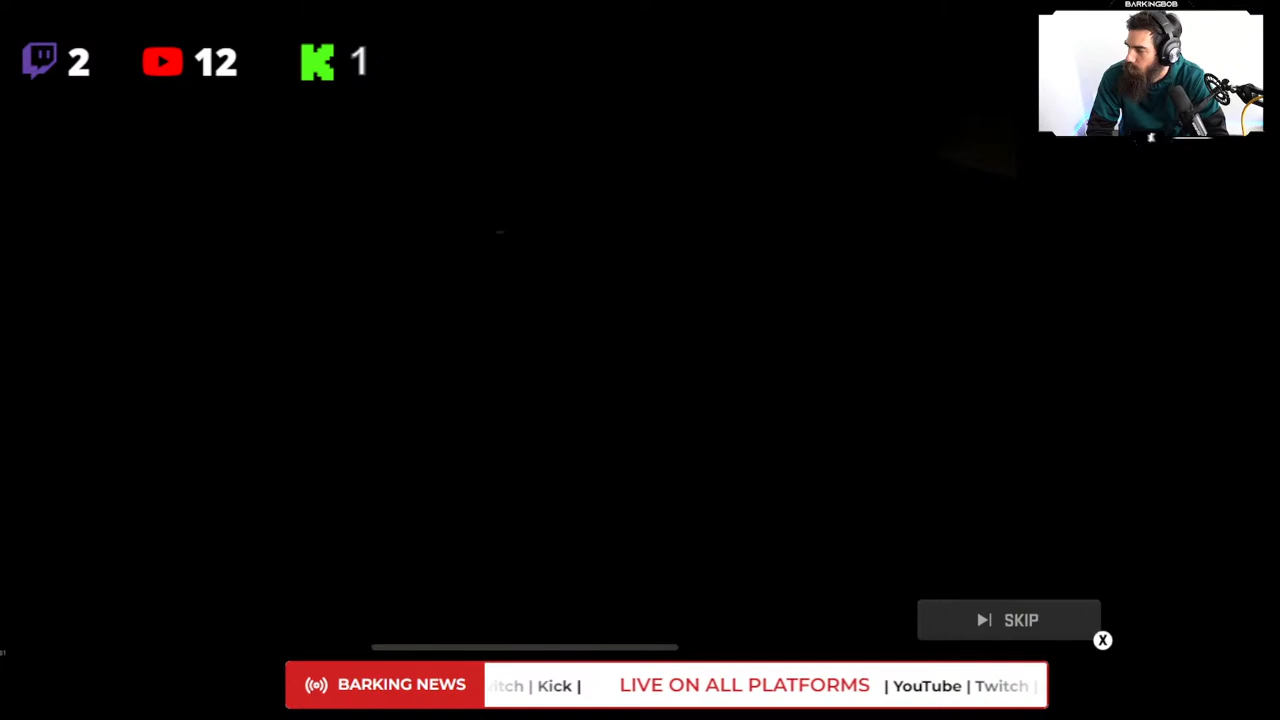 BARKINGBOB
2 12 1
SKIP
X
BARKING NEWS
itch | Kick | LIVE ON ALL PLATFORMS | YouTube | Twitch |